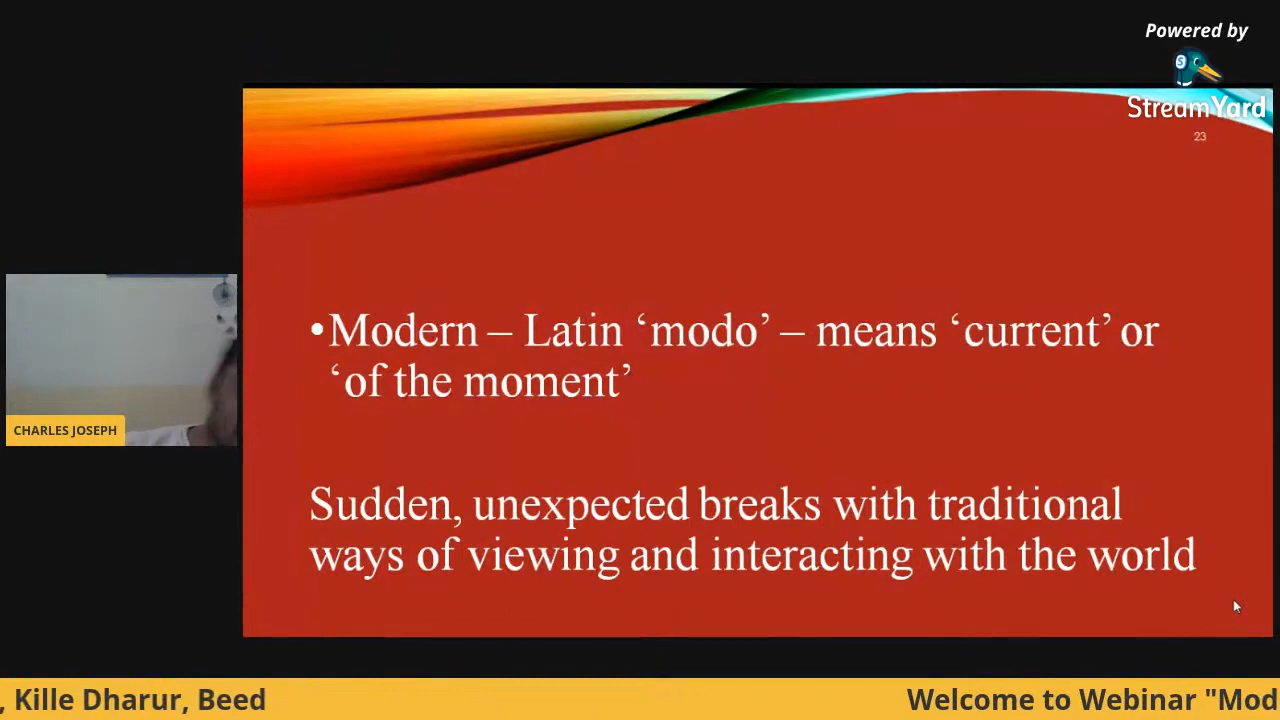 Powered by
StreamYard
23
•Modern – Latin ‘modo’ – means ‘current’ or
‘of the moment’
Sudden, unexpected breaks with traditional
ways of viewing and interacting with the world
CHARLES JOSEPH
, Kille Dharur, Beed
Welcome to Webinar "Mod